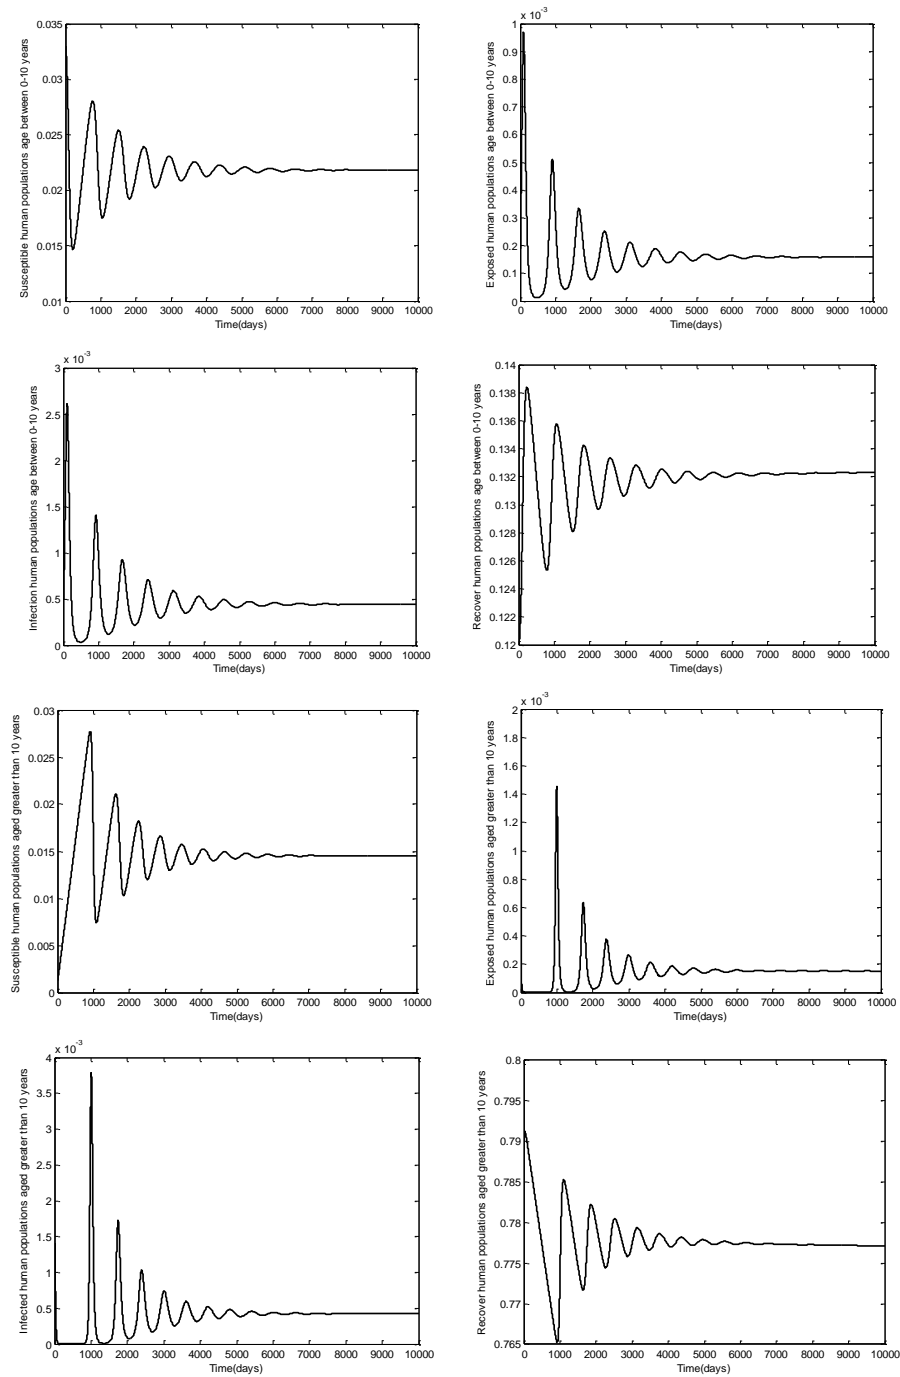 0.035
0.03
0.025
0.02
0.015
0.01
Susceptible human populations age between 0-10 years
0 1000 2000 3000 4000 5000 6000 7000 8000 9000 10000
Time(days)
x 10-3
1
0.9
0.8
0.7
0.6
0.5
0.4
0.3
0.2
0.1
0
Exposed human populations age between 0-10 years
0 1000 2000 3000 4000 5000 6000 7000 8000 9000 10000
Time(days)
x 10-3
3
2.5
2
1.5
1
0.5
0
Infection human populations age between 0-10 years
0 1000 2000 3000 4000 5000 6000 7000 8000 9000 10000
Time(days)
0.14
0.138
0.136
0.134
0.132
0.13
0.128
0.126
0.124
0.122
0.12
Recover human populations age between 0-10 years
0 1000 2000 3000 4000 5000 6000 7000 8000 9000 10000
Time(days)
0.03
0.025
0.02
0.015
0.01
0.005
0
Susceptible human populations aged greater than 10 years
0 1000 2000 3000 4000 5000 6000 7000 8000 9000 10000
Time(days)
x 10-3
2
1.8
1.6
1.4
1.2
1
0.8
0.6
0.4
0.2
0
Exposed human populations aged greater than 10 years
0 1000 2000 3000 4000 5000 6000 7000 8000 9000 10000
Time(days)
x 10-3
4
3.5
3
2.5
2
1.5
1
0.5
0
Infected human populations aged greater than 10 years
0 1000 2000 3000 4000 5000 6000 7000 8000 9000 10000
Time(days)
0.8
0.795
0.79
0.785
0.78
0.775
0.77
0.765
Recover human populations aged greater than 10 years
0 1000 2000 3000 4000 5000 6000 7000 8000 9000 10000
Time(days)